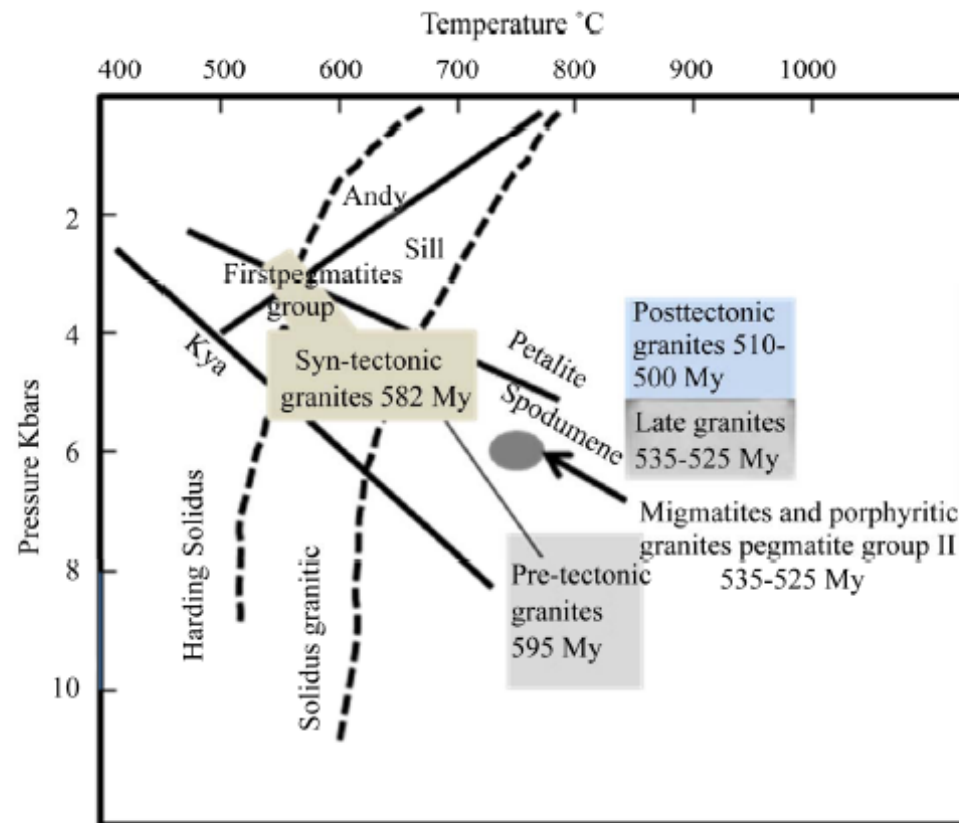 Temperature ˚C
400 500 600 700 800 900 1000
Pressure Kbars
2
4
6
8
10
Andy
Sill
Firstpegmatites
group
Kya
Syn-tectonic
granites 582 My
Petalite
Spodumene
Posttectonic
granites 510-
500 My
Late granites
535-525 My
Migmatites and porphyritic
granites pegmatite group II
535-525 My
Pre-tectonic
granites
595 My
Harding Solidus
Solidus granitic